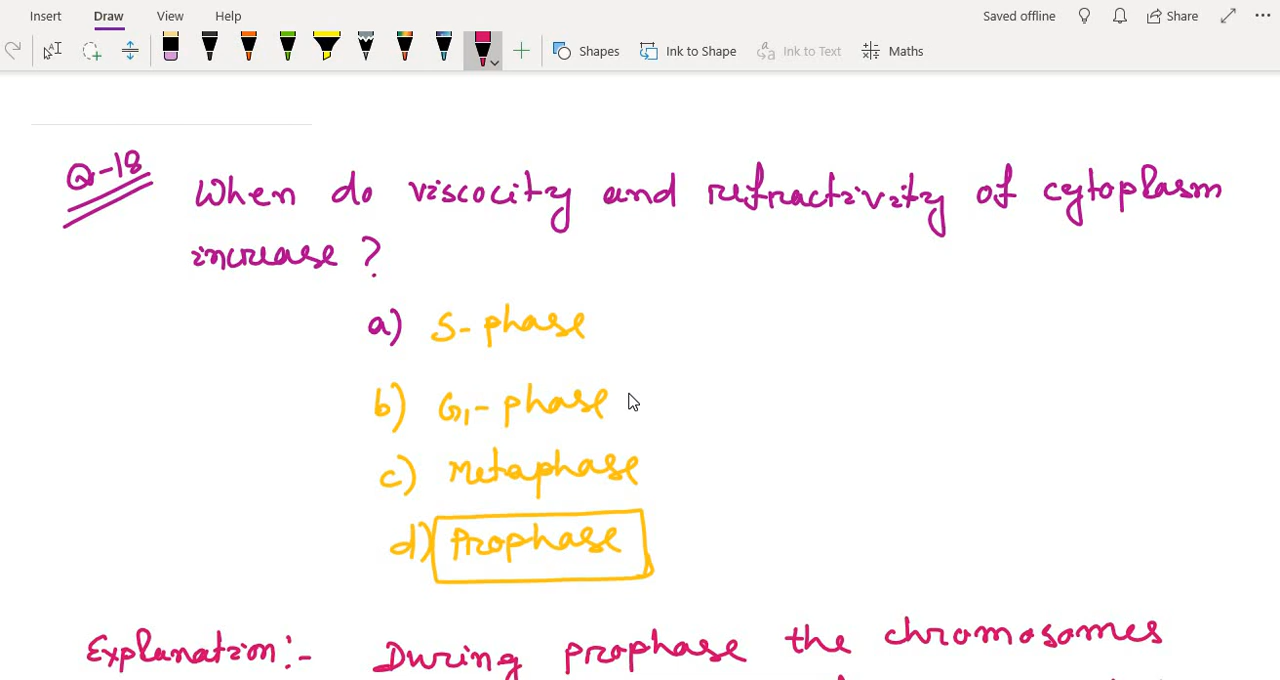 Insert Draw View Help Saved offline Share
Shapes Ink to Shape Ink to Text Maths
Q-18 When do viscocity and refractivity of cytoplasm
increase ?
a) S-phase
b) G1-phase
c) Metaphase
d) Prophase
Explanation:- During prophase the chromosomes